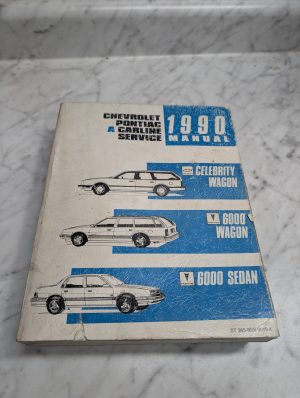 CHEVROLET
PONTIAC
A CARLINE
SERVICE
1990
MANUAL
CELEBRITY
WAGON
6000
WAGON
6000 SEDAN